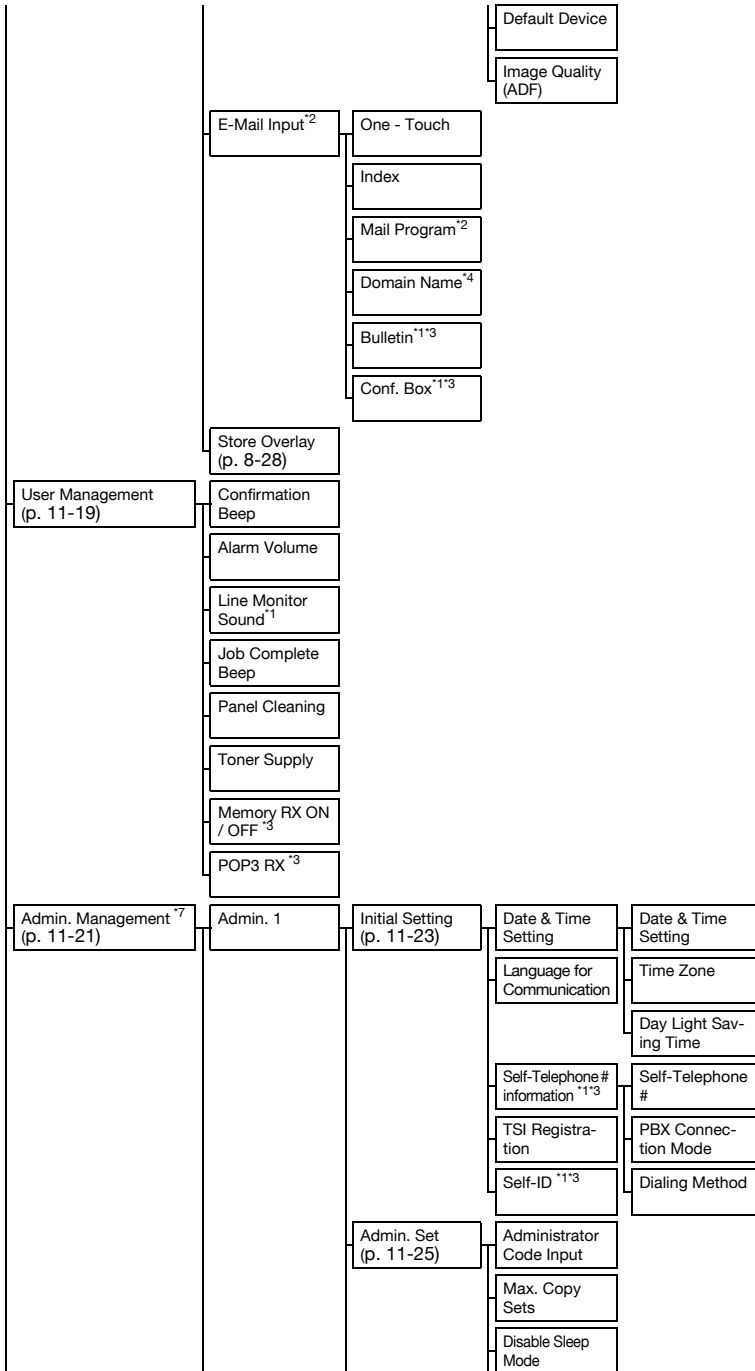 Default Device
Image Quality
(ADF)
E-Mail Input*2
One - Touch
Index
Mail Program*2
Domain Name*4
Bulletin*1*3
Conf. Box*1*3
Store Overlay
(p. 8-28)
User Management
(p. 11-19)
Confirmation
Beep
Alarm Volume
Line Monitor
Sound*1
Job Complete
Beep
Panel Cleaning
Toner Supply
Memory RX ON
/ OFF *3
POP3 RX *3
Admin. Management *7
(p. 11-21)
Admin. 1
Initial Setting
(p. 11-23)
Date & Time
Setting
Date & Time
Setting
Language for
Communication
Time Zone
Day Light Sav-
ing Time
Self-Telephone #
information *1*3
Self-Telephone
#
TSI Registra-
tion
PBX Connec-
tion Mode
Self-ID *1*3
Dialing Method
Admin. Set
(p. 11-25)
Administrator
Code Input
Max. Copy
Sets
Disable Sleep
Mode